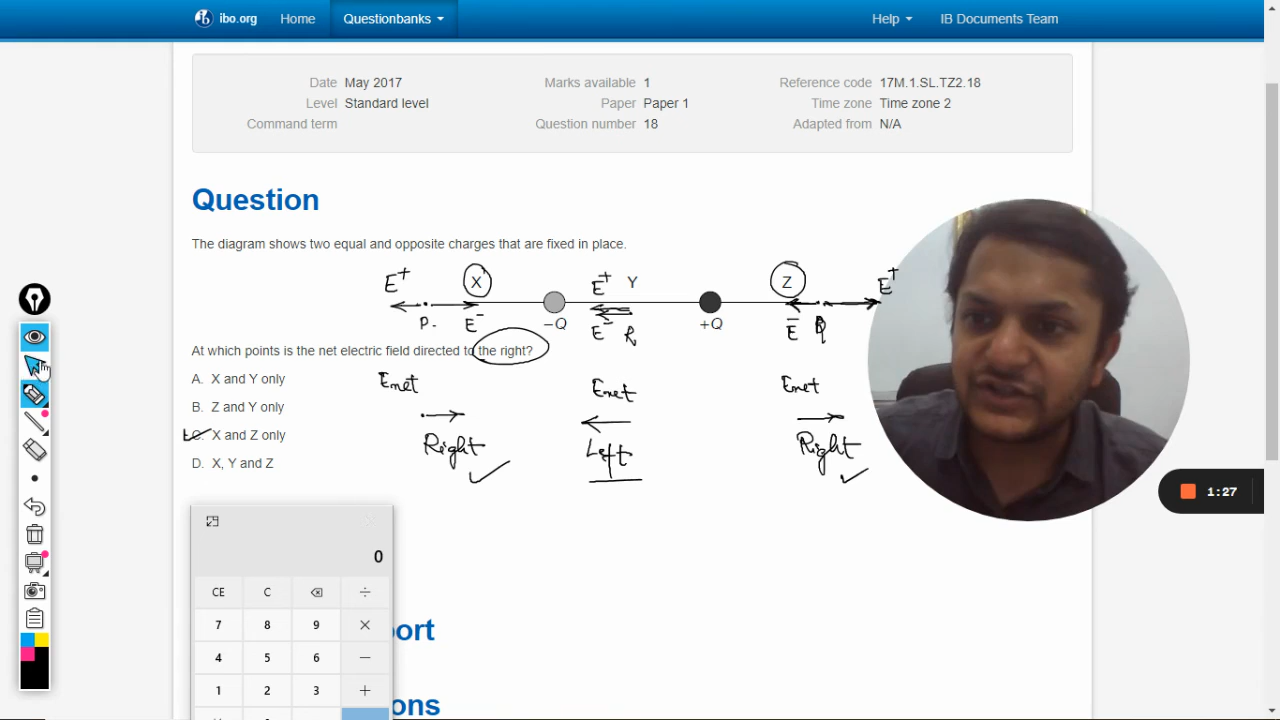 ibo.org Home Questionbanks Help IB Documents Team
Date May 2017 Marks available 1 Reference code 17M.1.SL.TZ2.18
Level Standard level Paper Paper 1 Time zone Time zone 2
Command term Question number 18 Adapted from N/A
Question
The diagram shows two equal and opposite charges that are fixed in place.
E+ X E+ Y Z E+
P. E- −Q E- R +Q E-
At which points is the net electric field directed to the right?
A. X and Y only
B. Z and Y only
C. X and Z only
D. X, Y and Z
Enet Enet Enet
Right Left Right
1:27
0
CE C ÷
7 8 9 ×
4 5 6 −
1 2 3 +
ort
ons